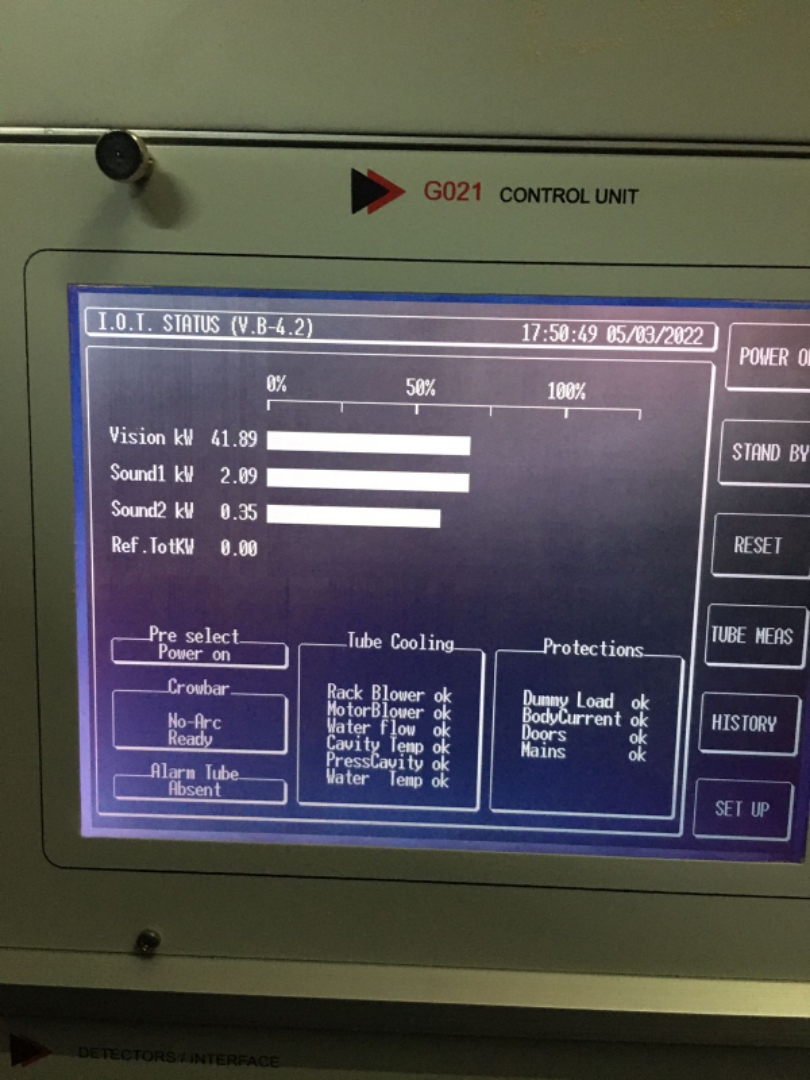 G021 CONTROL UNIT
I.O.T. STATUS (V.B-4.2) 17:50:49 05/03/2022
0% 50% 100%
Vision kW 41.89
Sound1 kW 2.09
Sound2 kW 0.35
Ref.TotKW 0.00
Pre select
Power on
Crowbar
No-Arc
Ready
Alarm Tube
Absent
Tube Cooling
Rack Blower ok
MotorBlower ok
Water flow ok
Cavity Temp ok
PressCavity ok
Water Temp ok
Protections
Dummy Load ok
BodyCurrent ok
Doors ok
Mains ok
POWER
STAND BY
RESET
TUBE MEAS
HISTORY
SET UP
DETECTORS / INTERFACE